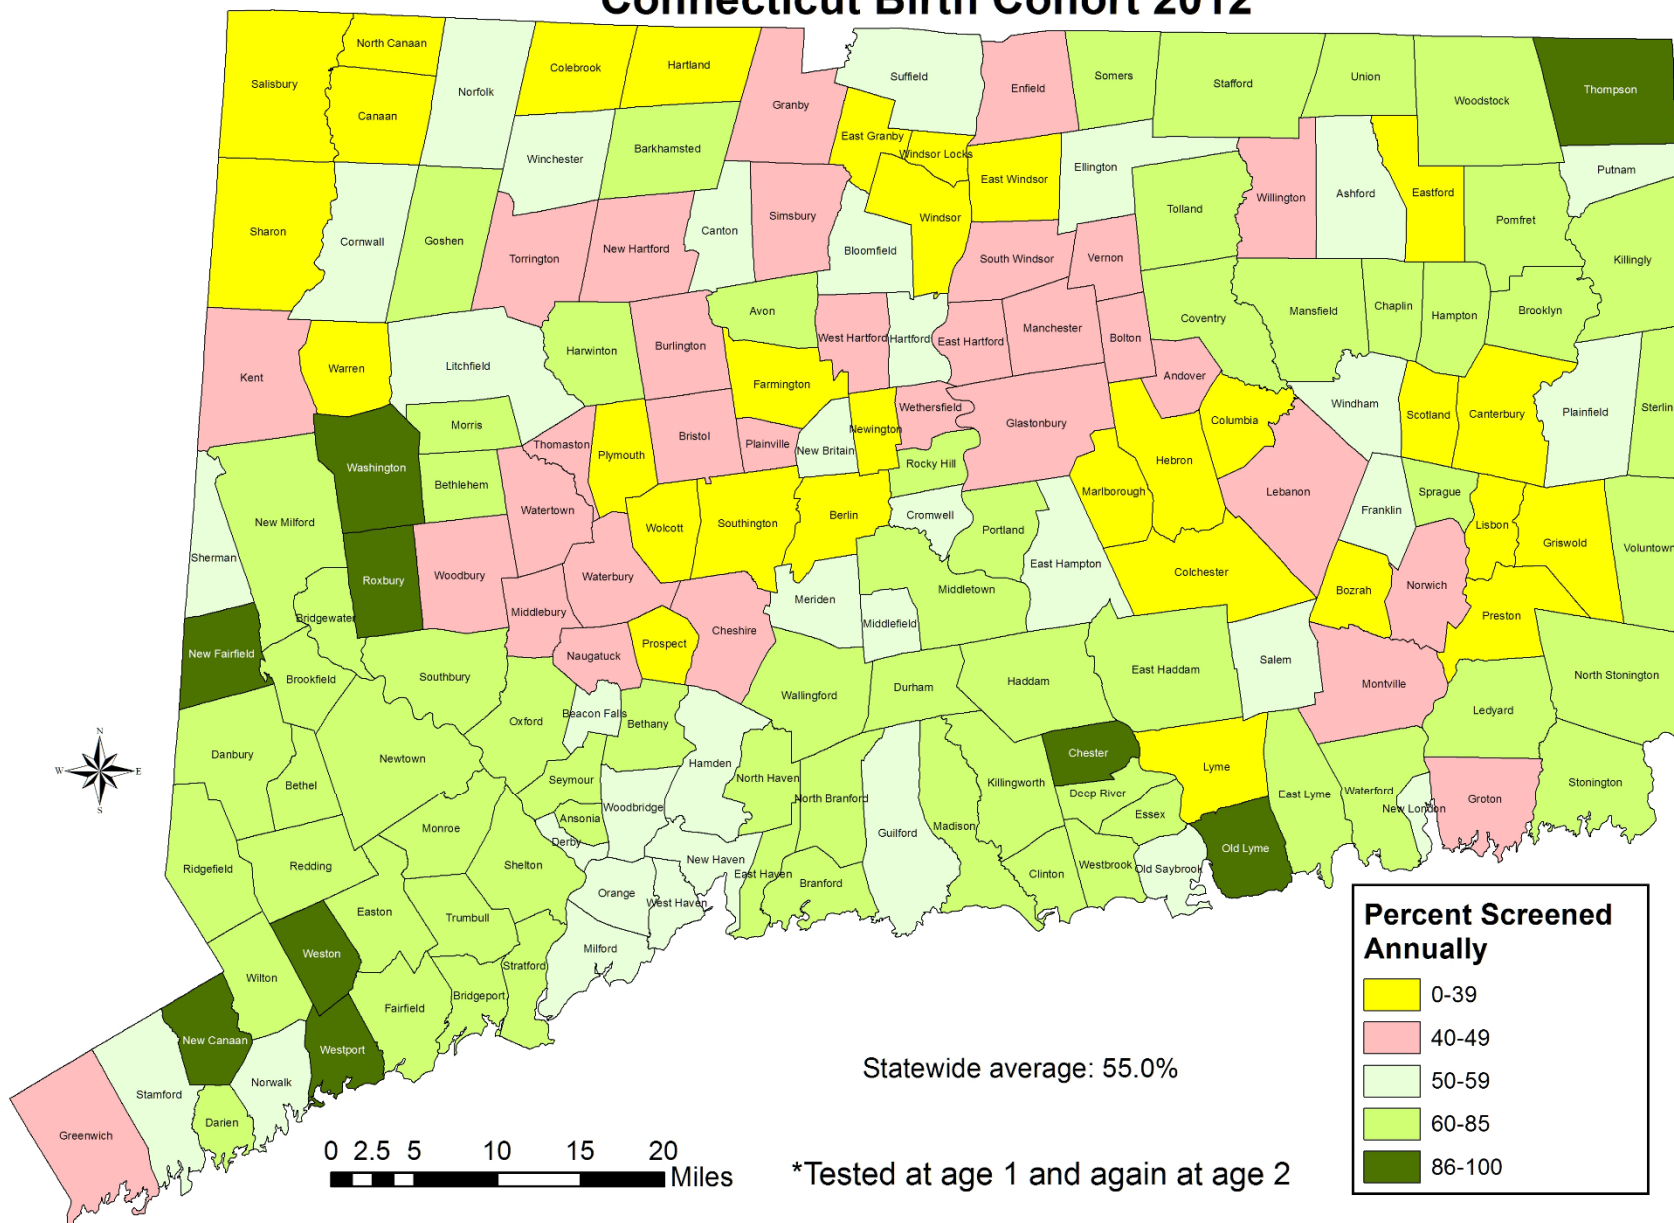 Connecticut Birth Cohort 2012
North Canaan
Salisbury
Canaan
Norfolk
Colebrook
Hartland
Granby
Suffield
Enfield
Somers
Stafford
Union
Woodstock
Thompson
East Granby
Windsor Locks
Winchester
Barkhamsted
East Windsor
Ellington
Willington
Ashford
Eastford
Putnam
Pomfret
Killingly
Sharon
Cornwall
Goshen
Torrington
New Hartford
Canton
Simsbury
Bloomfield
Windsor
South Windsor
Vernon
Tolland
Kent
Warren
Litchfield
Harwinton
Burlington
Avon
West Hartford
Hartford
East Hartford
Manchester
Bolton
Coventry
Mansfield
Chaplin
Hampton
Brooklyn
Andover
Farmington
Washington
Morris
Thomaston
Plymouth
Bristol
Plainville
New Britain
Newington
Wethersfield
Glastonbury
Hebron
Columbia
Windham
Scotland
Canterbury
Plainfield
Sterlin
Rocky Hill
Bethlehem
New Milford
Watertown
Wolcott
Southington
Berlin
Cromwell
Portland
Marlborough
Lebanon
Franklin
Sprague
Lisbon
Griswold
Voluntown
Sherman
Roxbury
Woodbury
Waterbury
Middlebury
Meriden
Middletown
Middlefield
East Hampton
Colchester
Bozrah
Norwich
Preston
Bridgewater
New Fairfield
Brookfield
Southbury
Naugatuck
Prospect
Cheshire
Wallingford
Durham
Haddam
East Haddam
Salem
Montville
Ledyard
North Stonington
Oxford
Beacon Falls
Bethany
Danbury
Bethel
Newtown
Seymour
Hamden
North Haven
North Branford
Killingworth
Chester
Deep River
Lyme
East Lyme
Waterford
New London
Groton
Stonington
N
W
E
S
Woodbridge
Ansonia
Derby
Monroe
Guilford
Madison
Essex
Ridgefield
Redding
Shelton
New Haven
East Haven
Branford
Clinton
Westbrook
Old Saybrook
Old Lyme
Orange
West Haven
Easton
Trumbull
Milford
Weston
Wilton
Stratford
Bridgeport
Fairfield
New Canaan
Westport
Norwalk
Stamford
Darien
Greenwich
Statewide average: 55.0%
0 2.5 5 10 15 20
Miles
*Tested at age 1 and again at age 2
Percent Screened
Annually
0-39
40-49
50-59
60-85
86-100